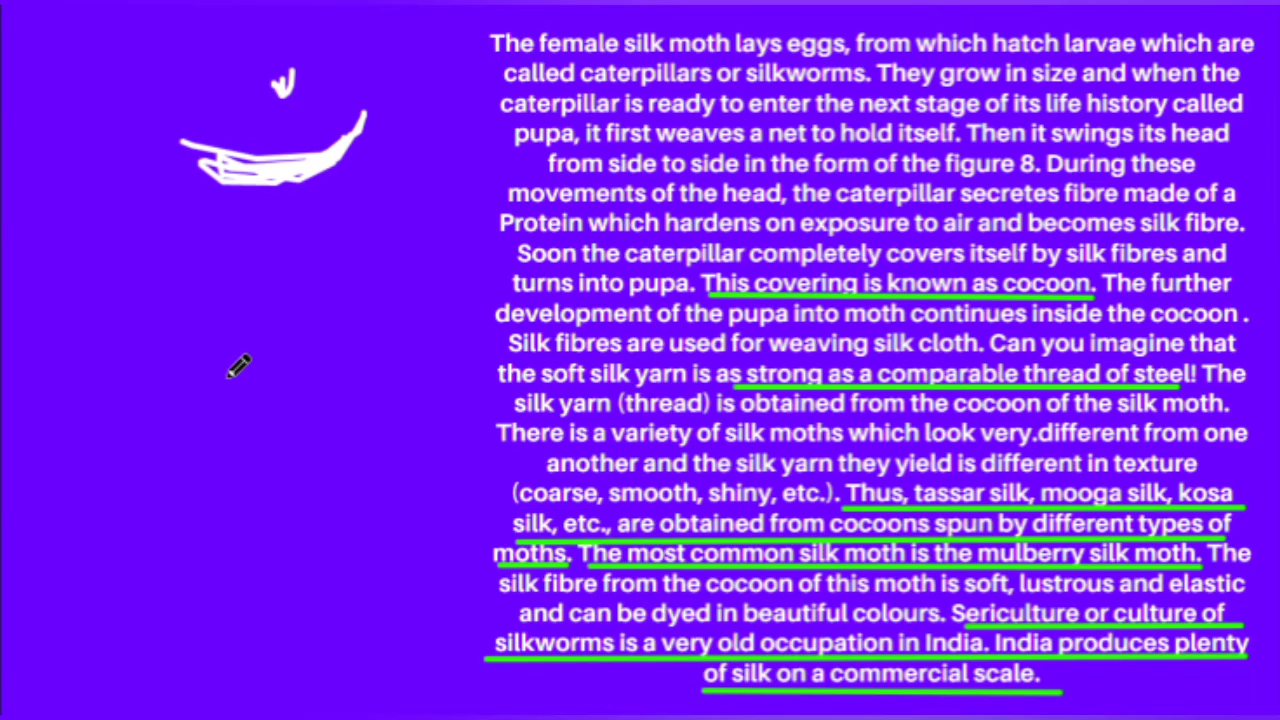 The female silk moth lays eggs, from which hatch larvae which are
called caterpillars or silkworms. They grow in size and when the
caterpillar is ready to enter the next stage of its life history called
pupa, it first weaves a net to hold itself. Then it swings its head
from side to side in the form of the figure 8. During these
movements of the head, the caterpillar secretes fibre made of a
Protein which hardens on exposure to air and becomes silk fibre.
Soon the caterpillar completely covers itself by silk fibres and
turns into pupa. This covering is known as cocoon. The further
development of the pupa into moth continues inside the cocoon .
Silk fibres are used for weaving silk cloth. Can you imagine that
the soft silk yarn is as strong as a comparable thread of steel! The
silk yarn (thread) is obtained from the cocoon of the silk moth.
There is a variety of silk moths which look very.different from one
another and the silk yarn they yield is different in texture
(coarse, smooth, shiny, etc.). Thus, tassar silk, mooga silk, kosa
silk, etc., are obtained from cocoons spun by different types of
moths. The most common silk moth is the mulberry silk moth. The
silk fibre from the cocoon of this moth is soft, lustrous and elastic
and can be dyed in beautiful colours. Sericulture or culture of
silkworms is a very old occupation in India. India produces plenty
of silk on a commercial scale.